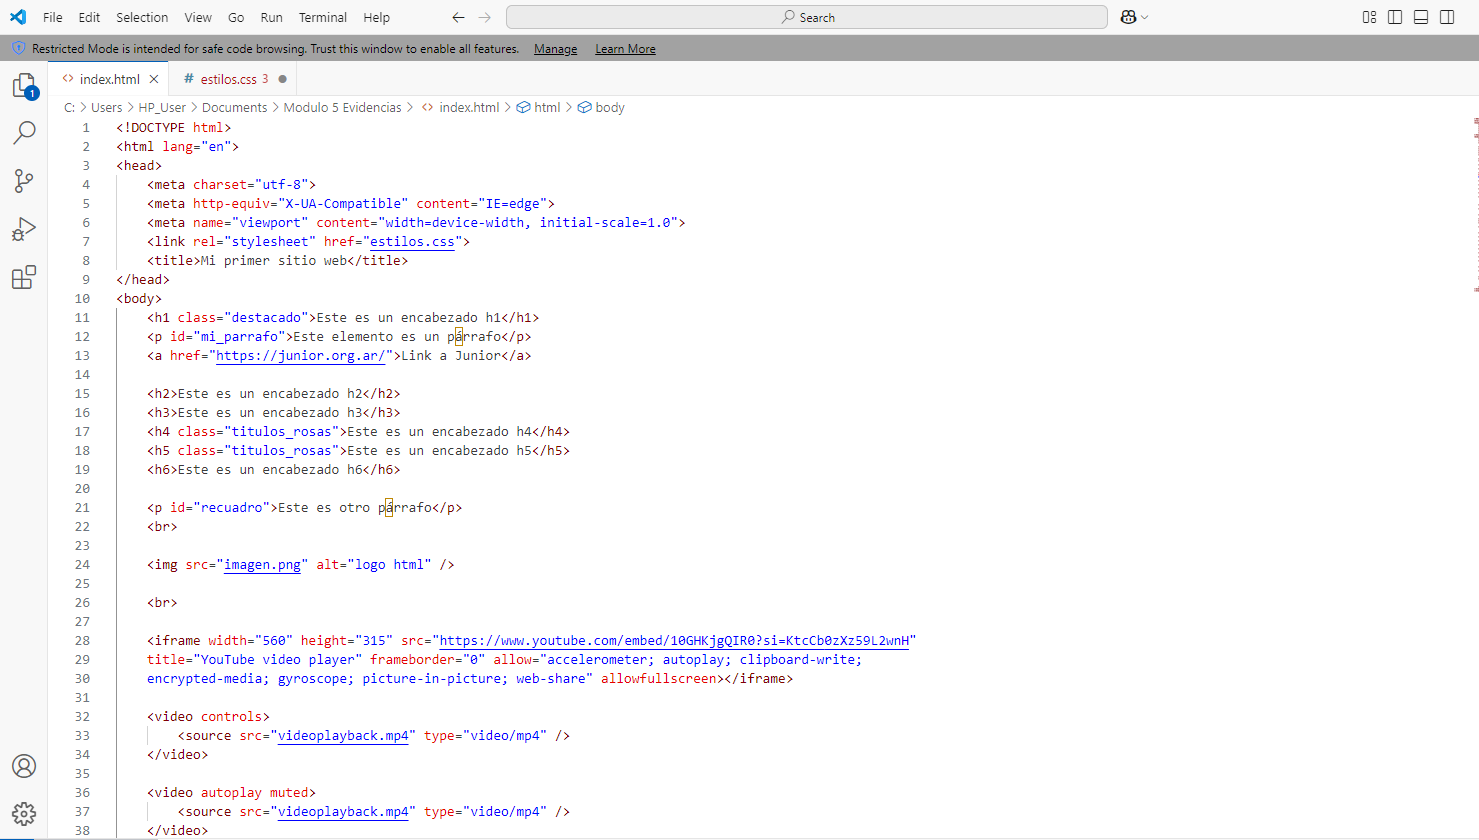 File Edit Selection View Go Run Terminal Help Search
Restricted Mode is intended for safe code browsing. Trust this window to enable all features. Manage Learn More
1
<> index.html # estilos.css 3
C: > Users > HP_User > Documents > Modulo 5 Evidencias > <> index.html > html > body
1 <!DOCTYPE html>
2 <html lang="en">
3 <head>
4 <meta charset="utf-8">
5 <meta http-equiv="X-UA-Compatible" content="IE=edge">
6 <meta name="viewport" content="width=device-width, initial-scale=1.0">
7 <link rel="stylesheet" href="estilos.css">
8 <title>Mi primer sitio web</title>
9 </head>
10 <body>
11 <h1 class="destacado">Este es un encabezado h1</h1>
12 <p id="mi_parrafo">Este elemento es un párrafo</p>
13 <a href="https://junior.org.ar/">Link a Junior</a>
14
15 <h2>Este es un encabezado h2</h2>
16 <h3>Este es un encabezado h3</h3>
17 <h4 class="titulos_rosas">Este es un encabezado h4</h4>
18 <h5 class="titulos_rosas">Este es un encabezado h5</h5>
19 <h6>Este es un encabezado h6</h6>
20
21 <p id="recuadro">Este es otro párrafo</p>
22 <br>
23
24 <img src="imagen.png" alt="logo html" />
25
26 <br>
27
28 <iframe width="560" height="315" src="https://www.youtube.com/embed/10GHKjgQIR0?si=KtcCb0zXz59L2wnH"
29 title="YouTube video player" frameborder="0" allow="accelerometer; autoplay; clipboard-write;
30 encrypted-media; gyroscope; picture-in-picture; web-share" allowfullscreen></iframe>
31
32 <video controls>
33 <source src="videoplayback.mp4" type="video/mp4" />
34 </video>
35
36 <video autoplay muted>
37 <source src="videoplayback.mp4" type="video/mp4" />
38 </video>